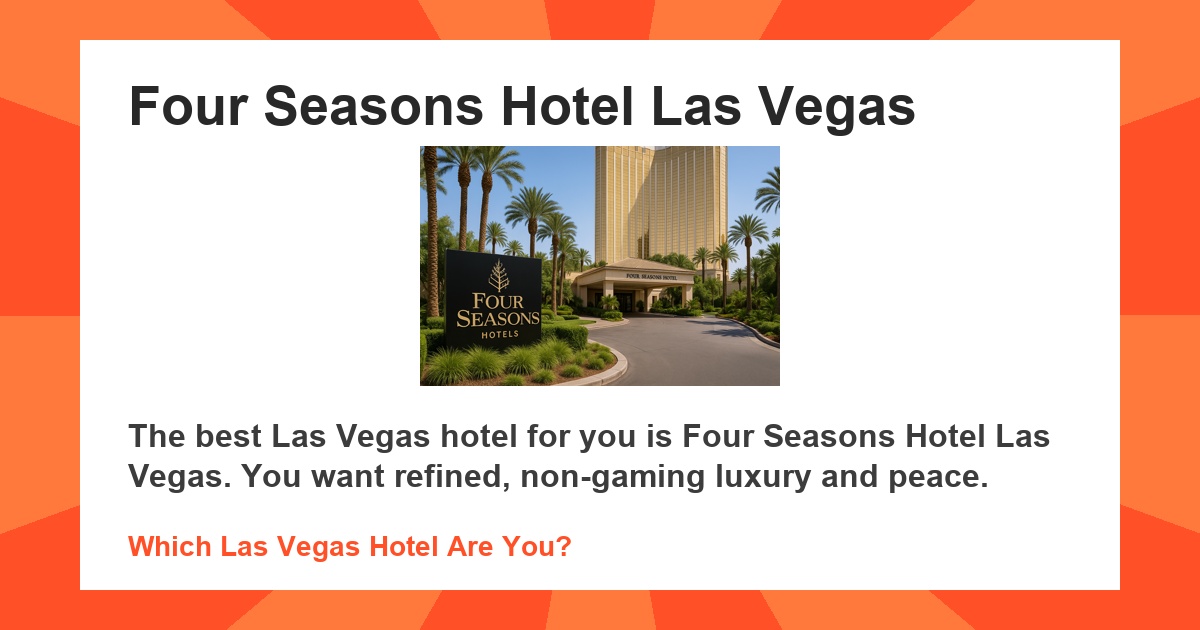 Four Seasons Hotel Las Vegas
FOUR SEASONS HOTEL
FOUR
SEASONS
HOTELS
The best Las Vegas hotel for you is Four Seasons Hotel Las
Vegas. You want refined, non-gaming luxury and peace.
Which Las Vegas Hotel Are You?